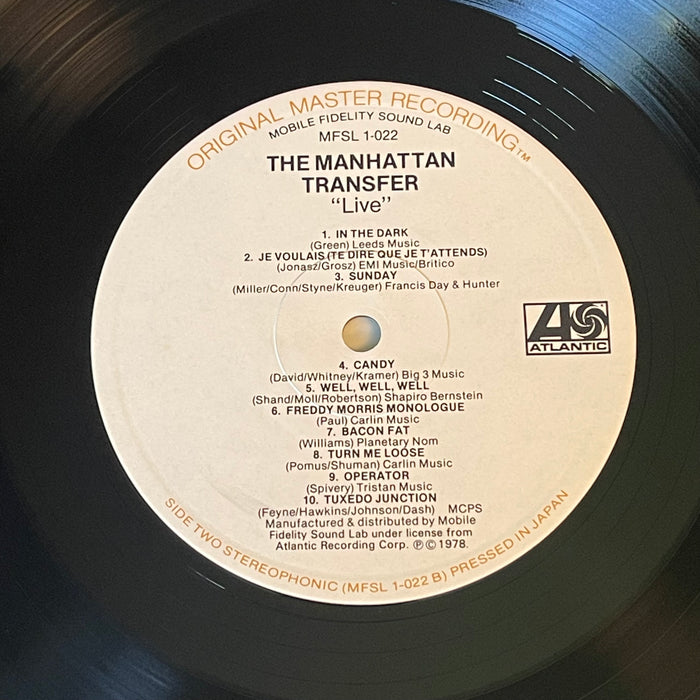 ORIGINAL MASTER RECORDING™
MOBILE FIDELITY SOUND LAB
MFSL 1-022
THE MANHATTAN
TRANSFER
“Live”
1. IN THE DARK
(Green) Leeds Music
2. JE VOULAIS (TE DIRE QUE JE T'ATTENDS)
(Jonasz/Grosz) EMI Music/Britico
3. SUNDAY
(Miller/Conn/Styne/Kreuger) Francis Day & Hunter
ATLANTIC
4. CANDY
(David/Whitney/Kramer) Big 3 Music
5. WELL, WELL, WELL
(Shand/Moll/Robertson) Shapiro Bernstein
6. FREDDY MORRIS MONOLOGUE
(Paul) Carlin Music
7. BACON FAT
(Williams) Planetary Nom
8. TURN ME LOOSE
(Pomus/Shuman) Carlin Music
9. OPERATOR
(Spivery) Tristan Music
10. TUXEDO JUNCTION
(Feyne/Hawkins/Johnson/Dash) MCPS
Manufactured & distributed by Mobile
Fidelity Sound Lab under license from
Atlantic Recording Corp. ℗© 1978.
SIDE TWO STEREOPHONIC (MFSL 1-022 B) PRESSED IN JAPAN